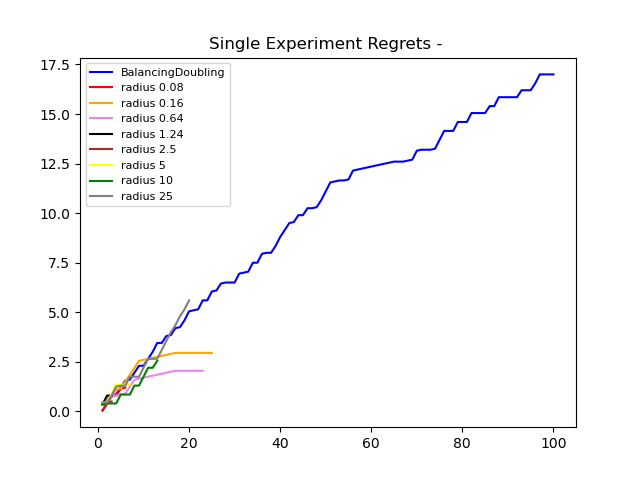 Single Experiment Regrets -
17.5
15.0
12.5
10.0
7.5
5.0
2.5
0.0
BalancingDoubling
radius 0.08
radius 0.16
radius 0.64
radius 1.24
radius 2.5
radius 5
radius 10
radius 25
0 20 40 60 80 100